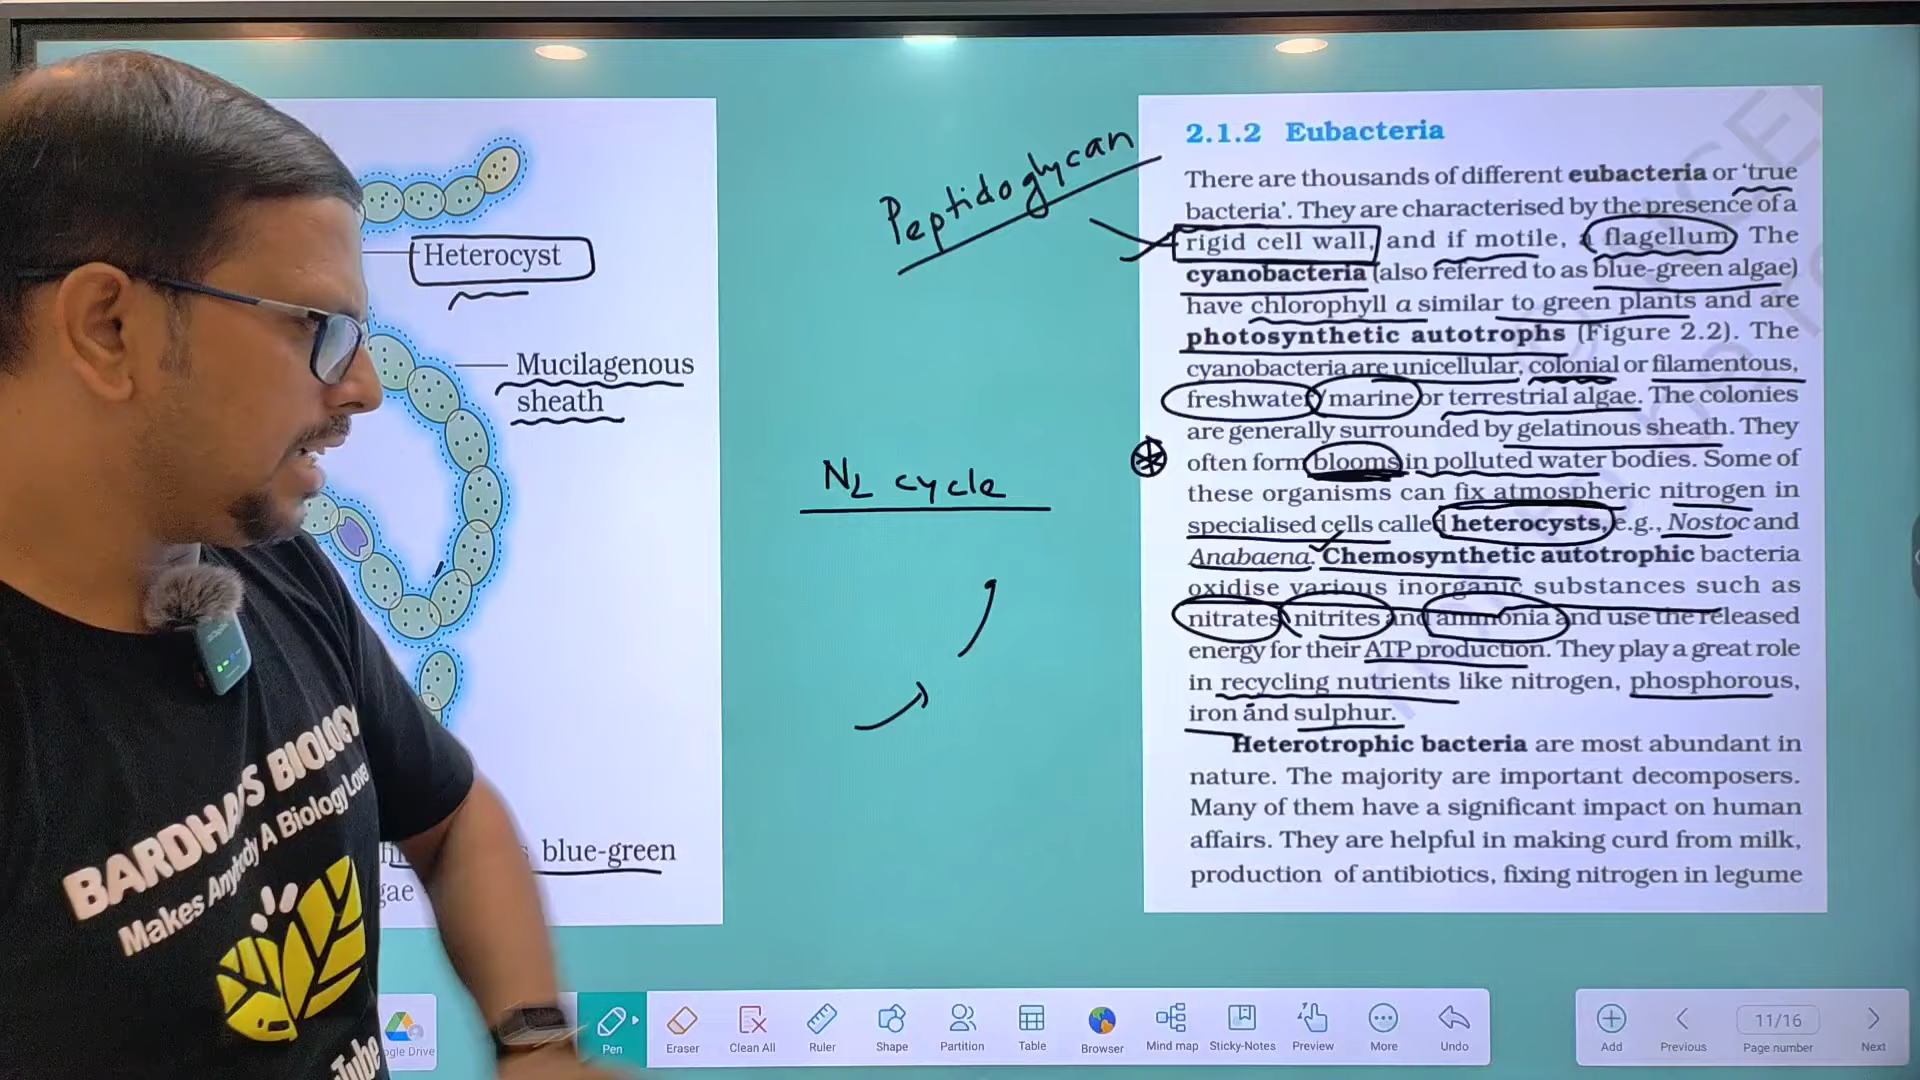 Heterocyst
Mucilagenous
sheath
blue-green
gae
Peptidoglycan
N2 cycle
2.1.2 Eubacteria
There are thousands of different eubacteria or ‘true
bacteria’. They are characterised by the presence of a
rigid cell wall, and if motile, a flagellum. The
cyanobacteria (also referred to as blue-green algae)
have chlorophyll a similar to green plants and are
photosynthetic autotrophs (Figure 2.2). The
cyanobacteria are unicellular, colonial or filamentous,
freshwater/marine or terrestrial algae. The colonies
are generally surrounded by gelatinous sheath. They
often form blooms in polluted water bodies. Some of
these organisms can fix atmospheric nitrogen in
specialised cells called heterocysts, e.g., Nostoc and
Anabaena. Chemosynthetic autotrophic bacteria
oxidise various inorganic substances such as
nitrates, nitrites and ammonia and use the released
energy for their ATP production. They play a great role
in recycling nutrients like nitrogen, phosphorous,
iron and sulphur.
Heterotrophic bacteria are most abundant in
nature. The majority are important decomposers.
Many of them have a significant impact on human
affairs. They are helpful in making curd from milk,
production of antibiotics, fixing nitrogen in legume
BARDHANS BIOLOGY
Makes Anybody A Biology Lover
Tube
gle Drive
Pen
Eraser
Clean All
Ruler
Shape
Partition
Table
Browser
Mind map
Sticky-Notes
Preview
More
Undo
Add
Previous
11/16
Page number
Next